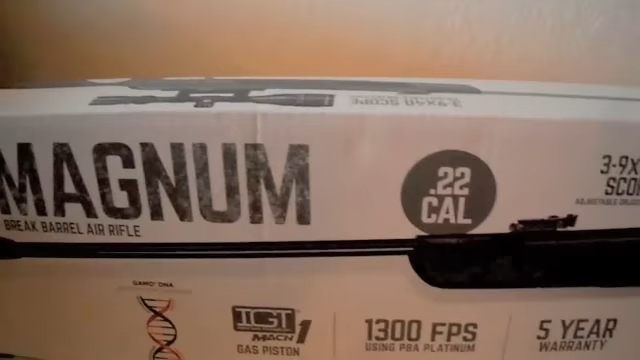 3-9X40 SCOPE
MAGNUM
BREAK BARREL AIR RIFLE
.22
CAL
3-9X
SCO
ADJUSTABLE
GAMO DNA
IGT
MACH 1
GAS PISTON
1300 FPS
USING PBA PLATINUM
5 YEAR
WARRANTY